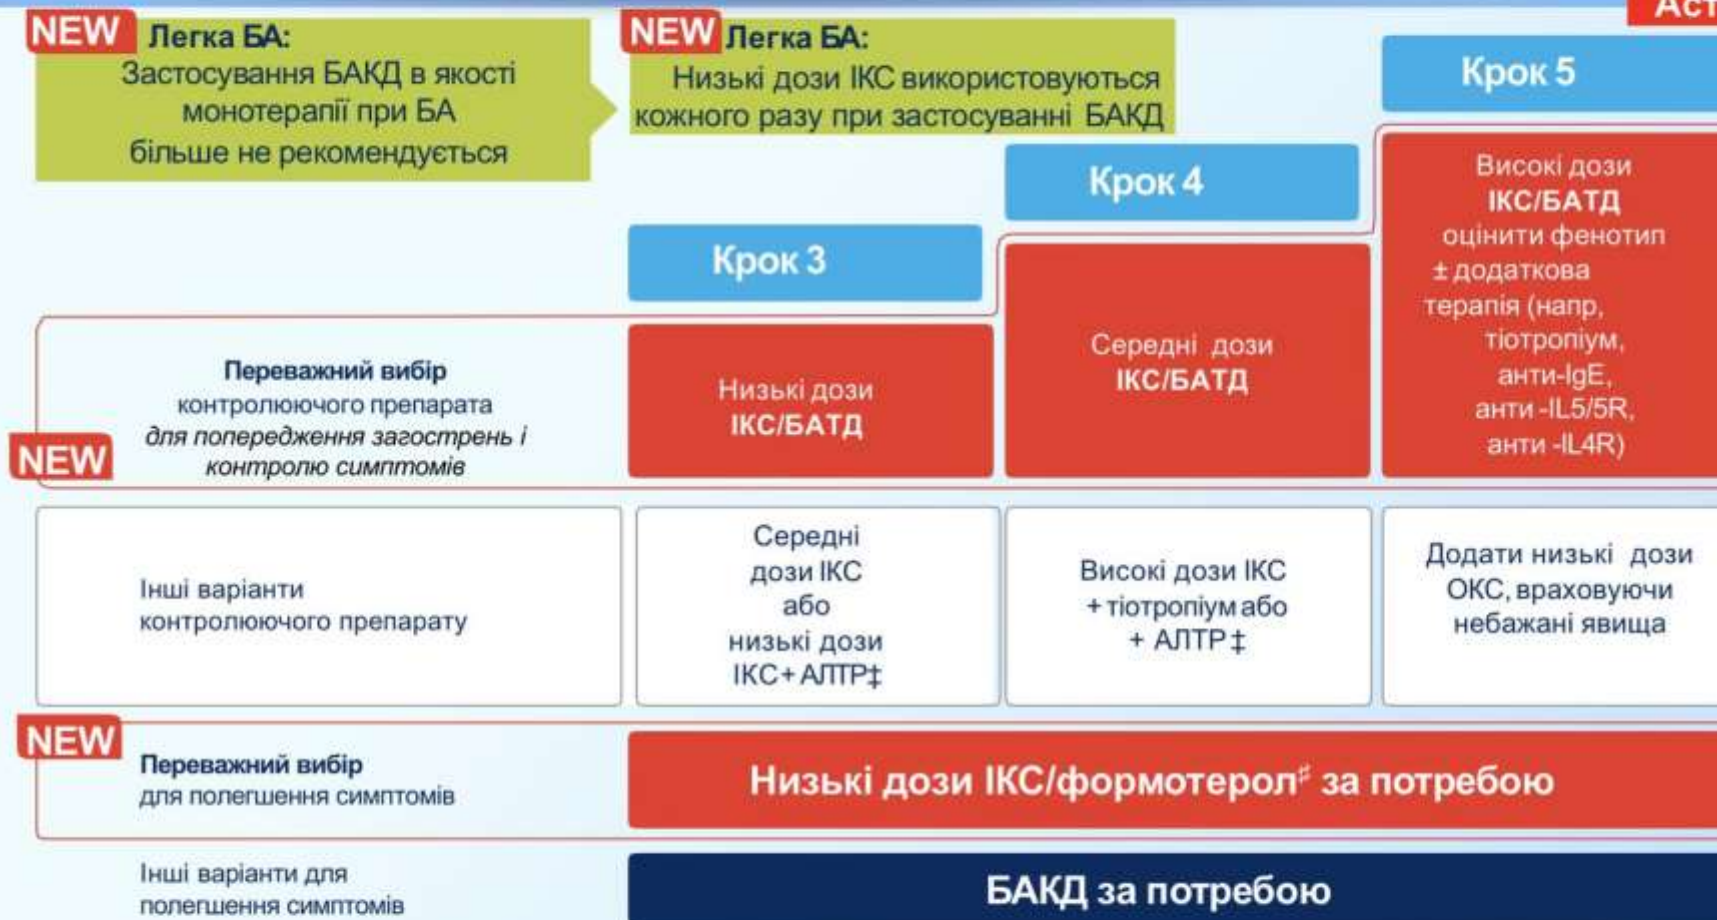 Аст
NEW Легка БА:
Застосування БАКД в якості
монотерапії при БА
більше не рекомендується
NEW Легка БА:
Низькі дози ІКС використовуються
кожного разу при застосуванні БАКД
Крок 5
Крок 4
Крок 3
NEW
Переважний вибір
контролюючого препарата
для попередження загострень і
контролю симптомів
Низькі дози
ІКС/БАТД
Середні дози
ІКС/БАТД
Високі дози
ІКС/БАТД
оцінити фенотип
± додаткова
терапія (напр,
тіотропіум,
анти-IgE,
анти -IL5/5R,
анти -IL4R)
Інші варіанти
контролюючого препарату
Середні
дози ІКС
або
низькі дози
ІКС+ АЛТР‡
Високі дози ІКС
+ тіотропіум або
+ АЛТР ‡
Додати низькі дози
ОКС, враховуючи
небажані явища
NEW
Переважний вибір
для полегшення симптомів
Низькі дози ІКС/формотерол♯ за потребою
Інші варіанти для
полегшення симптомів
БАКД за потребою